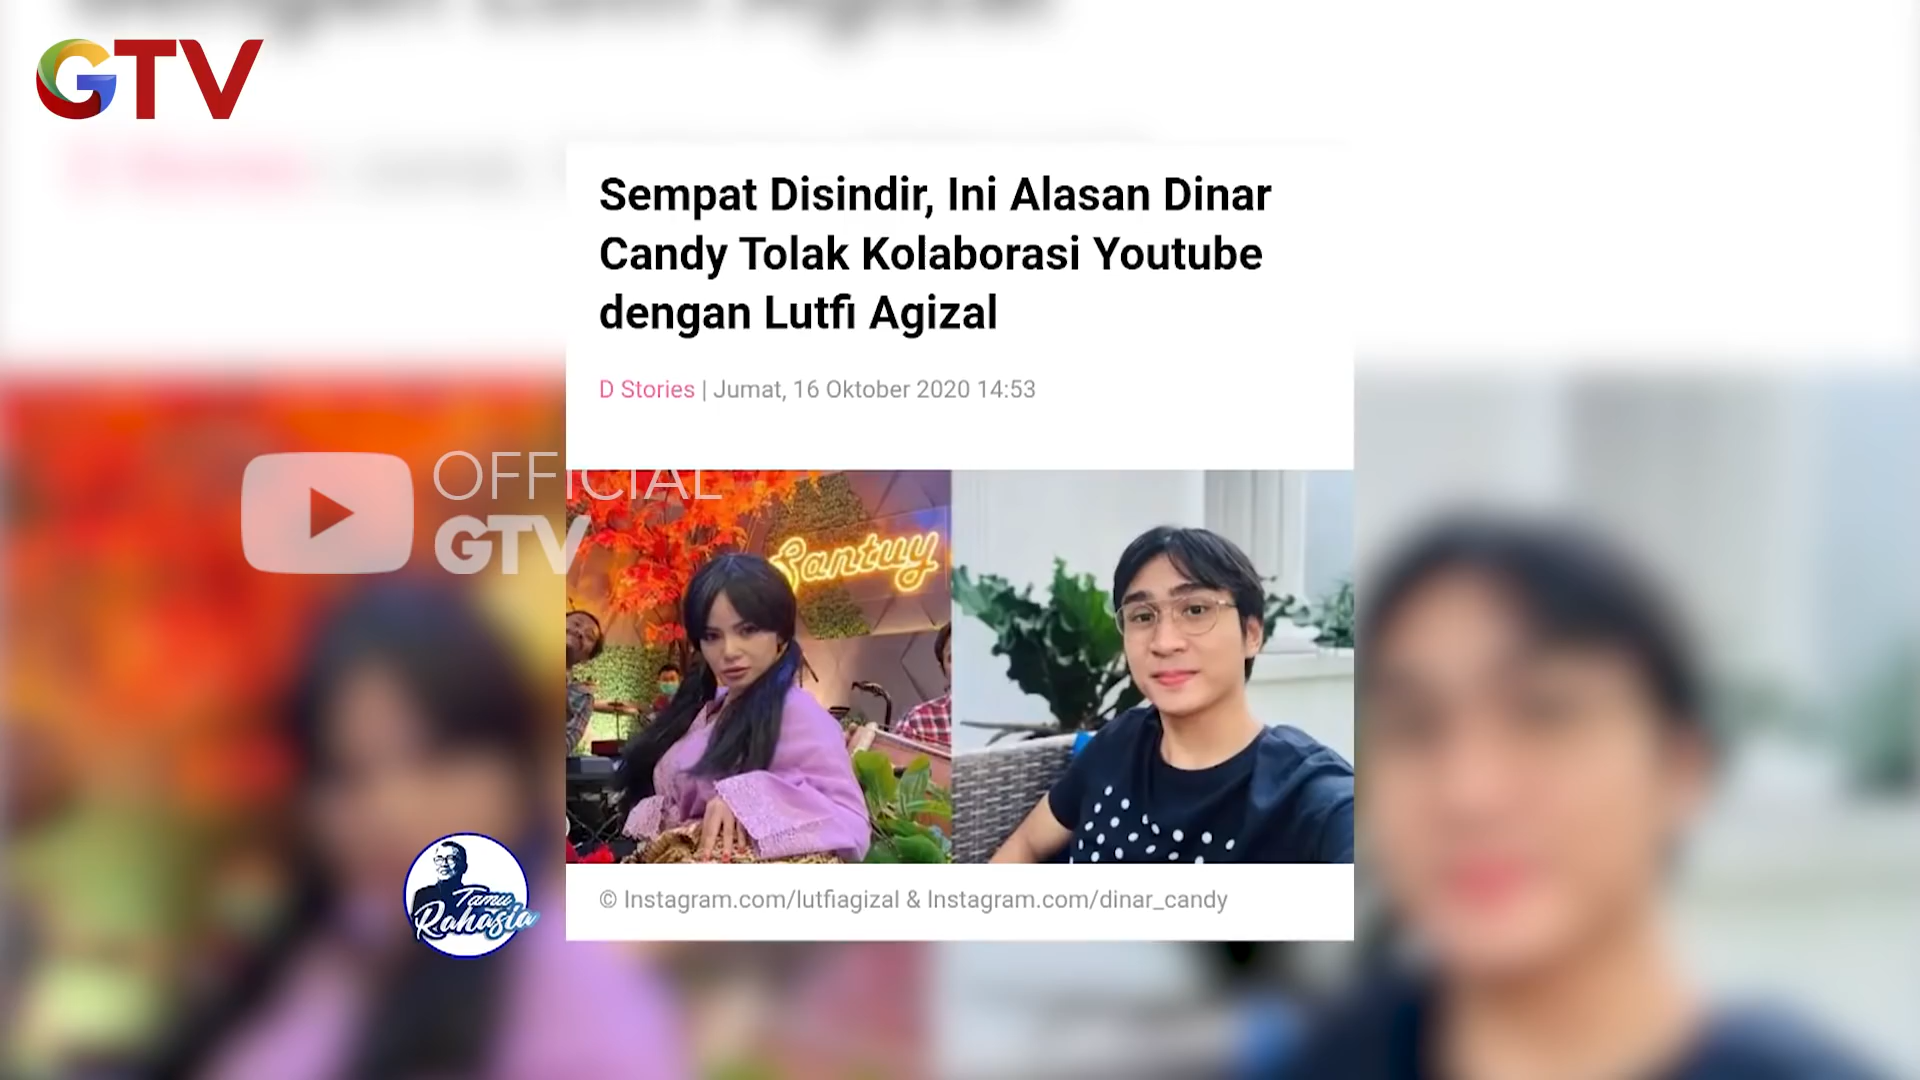 GTV
Sempat Disindir, Ini Alasan Dinar
Candy Tolak Kolaborasi Youtube
dengan Lutfi Agizal
D Stories | Jumat, 16 Oktober 2020 14:53
OFFICIAL
GTV
Santuy
Tamu
Rahasia
© Instagram.com/lutfiagizal & Instagram.com/dinar_candy